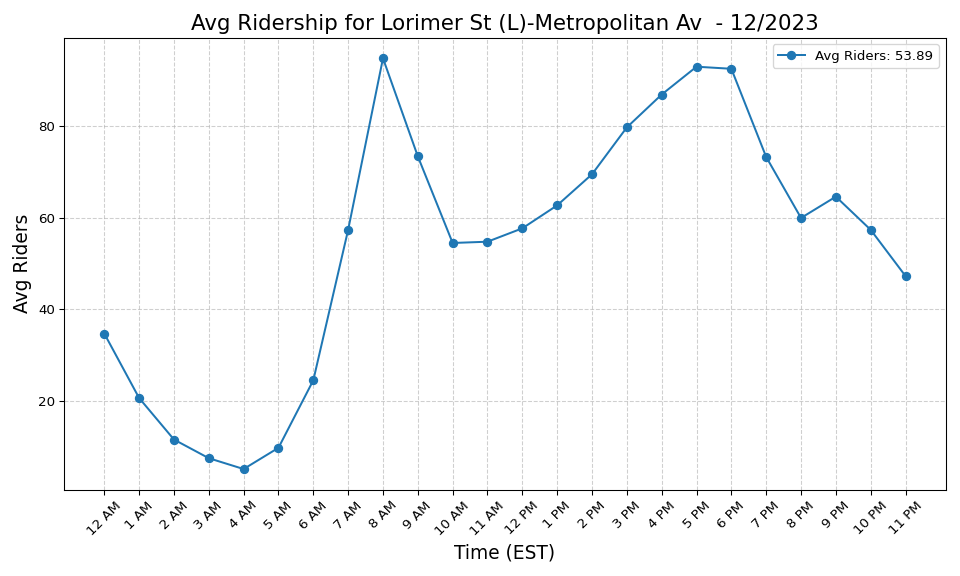 Avg Ridership for Lorimer St (L)-Metropolitan Av  - 12/2023
Avg Riders: 53.89
Avg Riders
80
60
40
20
12 AM
1 AM
2 AM
3 AM
4 AM
5 AM
6 AM
7 AM
8 AM
9 AM
10 AM
11 AM
12 PM
1 PM
2 PM
3 PM
4 PM
5 PM
6 PM
7 PM
8 PM
9 PM
10 PM
11 PM
Time (EST)